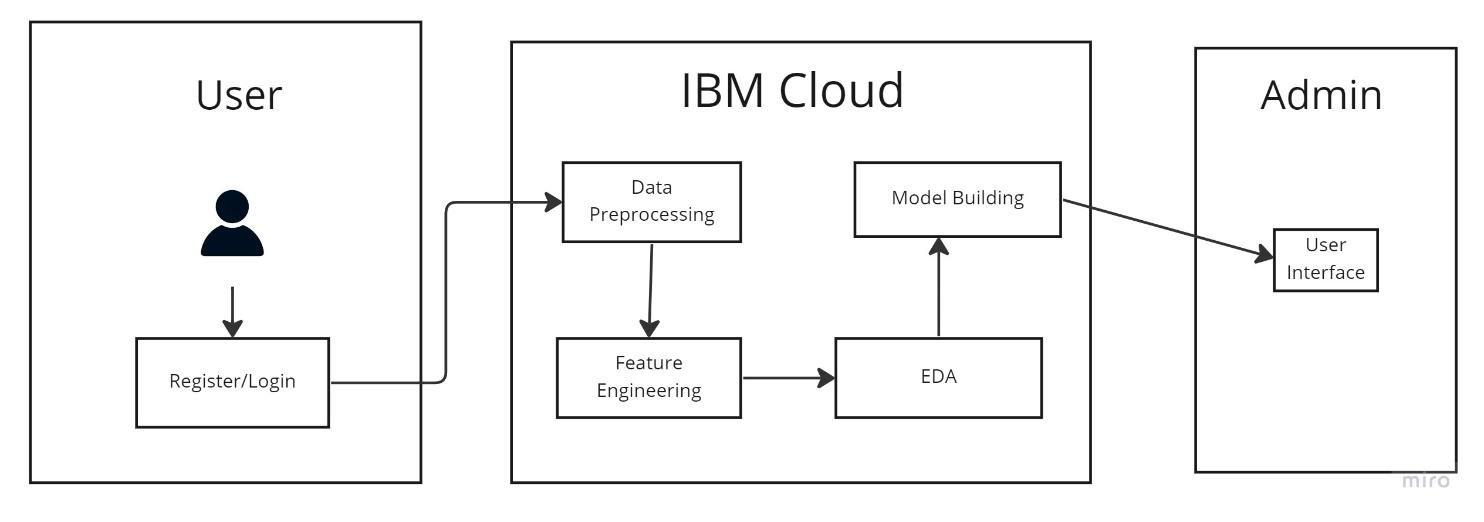 User
Register/Login
IBM Cloud
Data
Preprocessing
Feature
Engineering
EDA
Model Building
Admin
User
Interface
miro